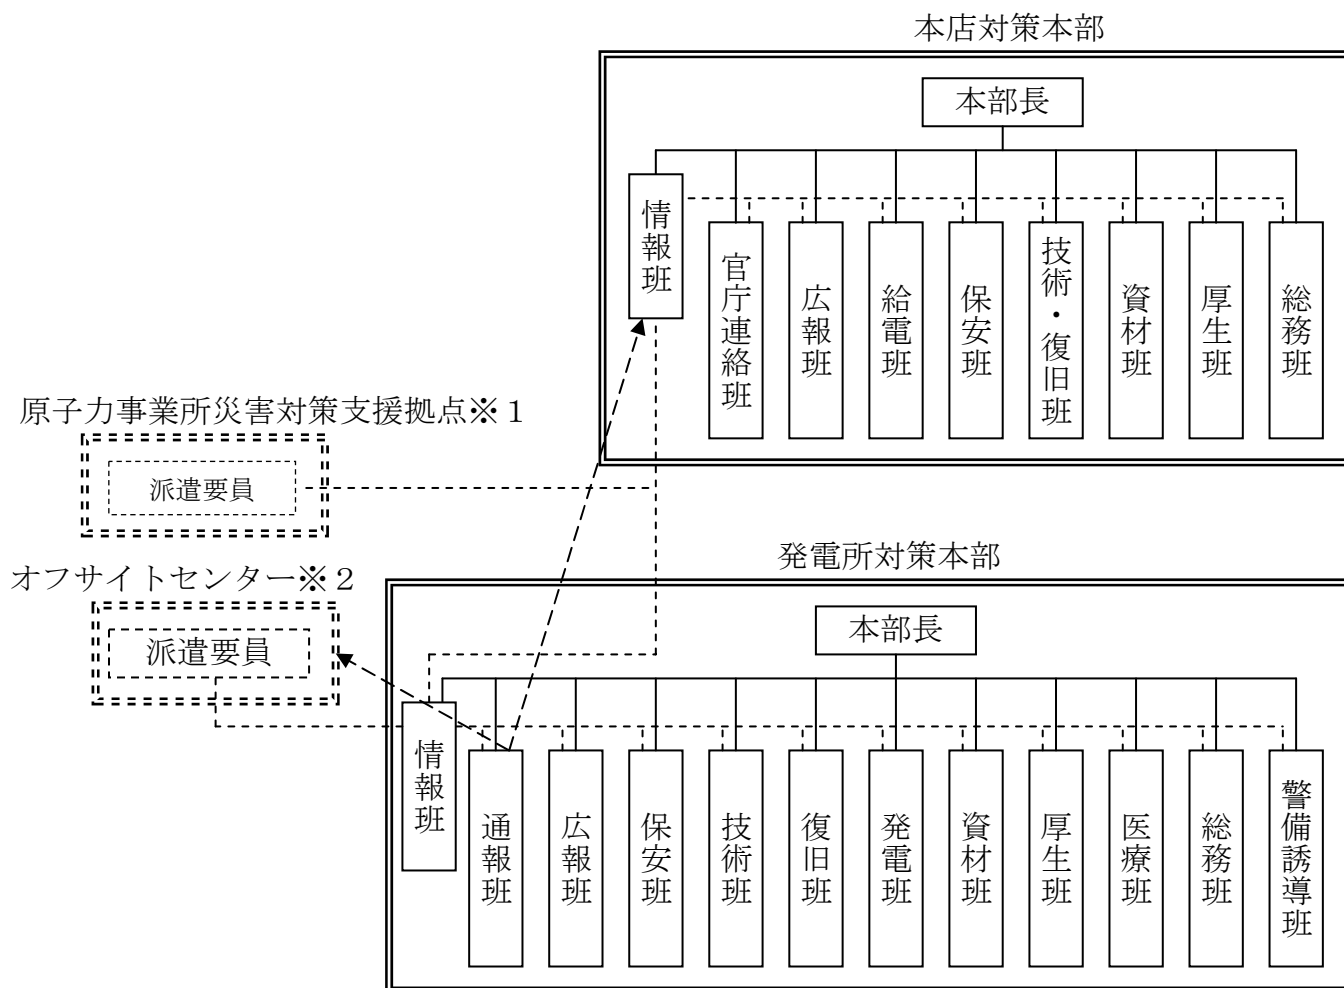 本店対策本部
本部長
情報班
官庁連絡班
広報班
給電班
保安班
技術・復旧班
資材班
厚生班
総務班
原子力事業所災害対策支援拠点※1
派遣要員
オフサイトセンター※2
派遣要員
発電所対策本部
本部長
情報班
通報班
広報班
保安班
技術班
復旧班
発電班
資材班
厚生班
医療班
総務班
警備誘導班